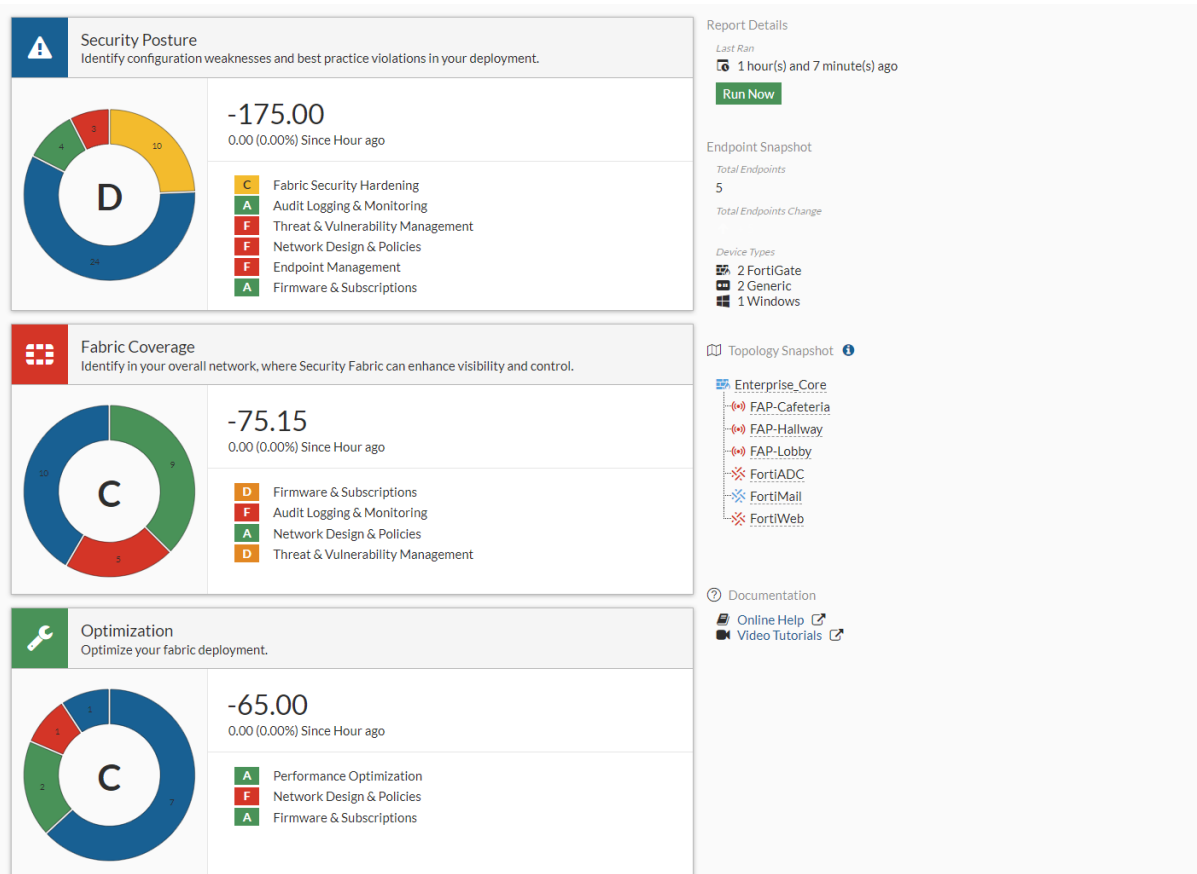 Security Posture
Identify configuration weaknesses and best practice violations in your deployment.
3
10
4
D
24
-175.00
0.00 (0.00%) Since Hour ago
C Fabric Security Hardening
A Audit Logging & Monitoring
F Threat & Vulnerability Management
F Network Design & Policies
F Endpoint Management
A Firmware & Subscriptions
Fabric Coverage
Identify in your overall network, where Security Fabric can enhance visibility and control.
9
10
C
5
-75.15
0.00 (0.00%) Since Hour ago
D Firmware & Subscriptions
F Audit Logging & Monitoring
A Network Design & Policies
D Threat & Vulnerability Management
Optimization
Optimize your fabric deployment.
1
1
C
2
7
-65.00
0.00 (0.00%) Since Hour ago
A Performance Optimization
F Network Design & Policies
A Firmware & Subscriptions
Report Details
Last Ran
1 hour(s) and 7 minute(s) ago
Run Now
Endpoint Snapshot
Total Endpoints
5
Total Endpoints Change
Device Types
2 FortiGate
2 Generic
1 Windows
Topology Snapshot
Enterprise_Core
FAP-Cafeteria
FAP-Hallway
FAP-Lobby
FortiADC
FortiMail
FortiWeb
Documentation
Online Help
Video Tutorials